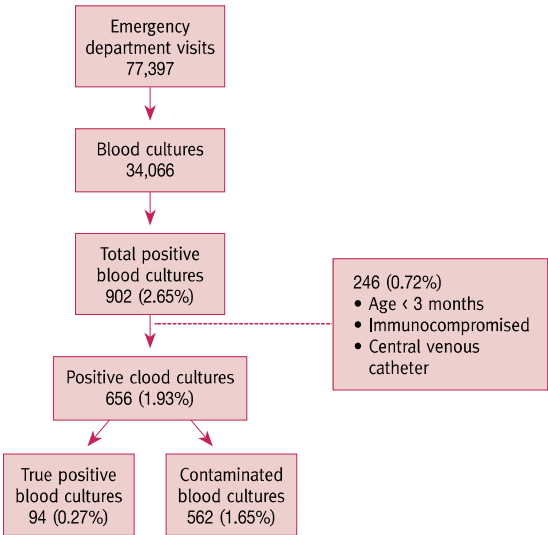 Emergency
department visits
77,397
Blood cultures
34,066
Total positive
blood cultures
902 (2.65%)
246 (0.72%)
• Age < 3 months
• Immunocompromised
• Central venous
catheter
Positive clood cultures
656 (1.93%)
True positive
blood cultures
94 (0.27%)
Contaminated
blood cultures
562 (1.65%)